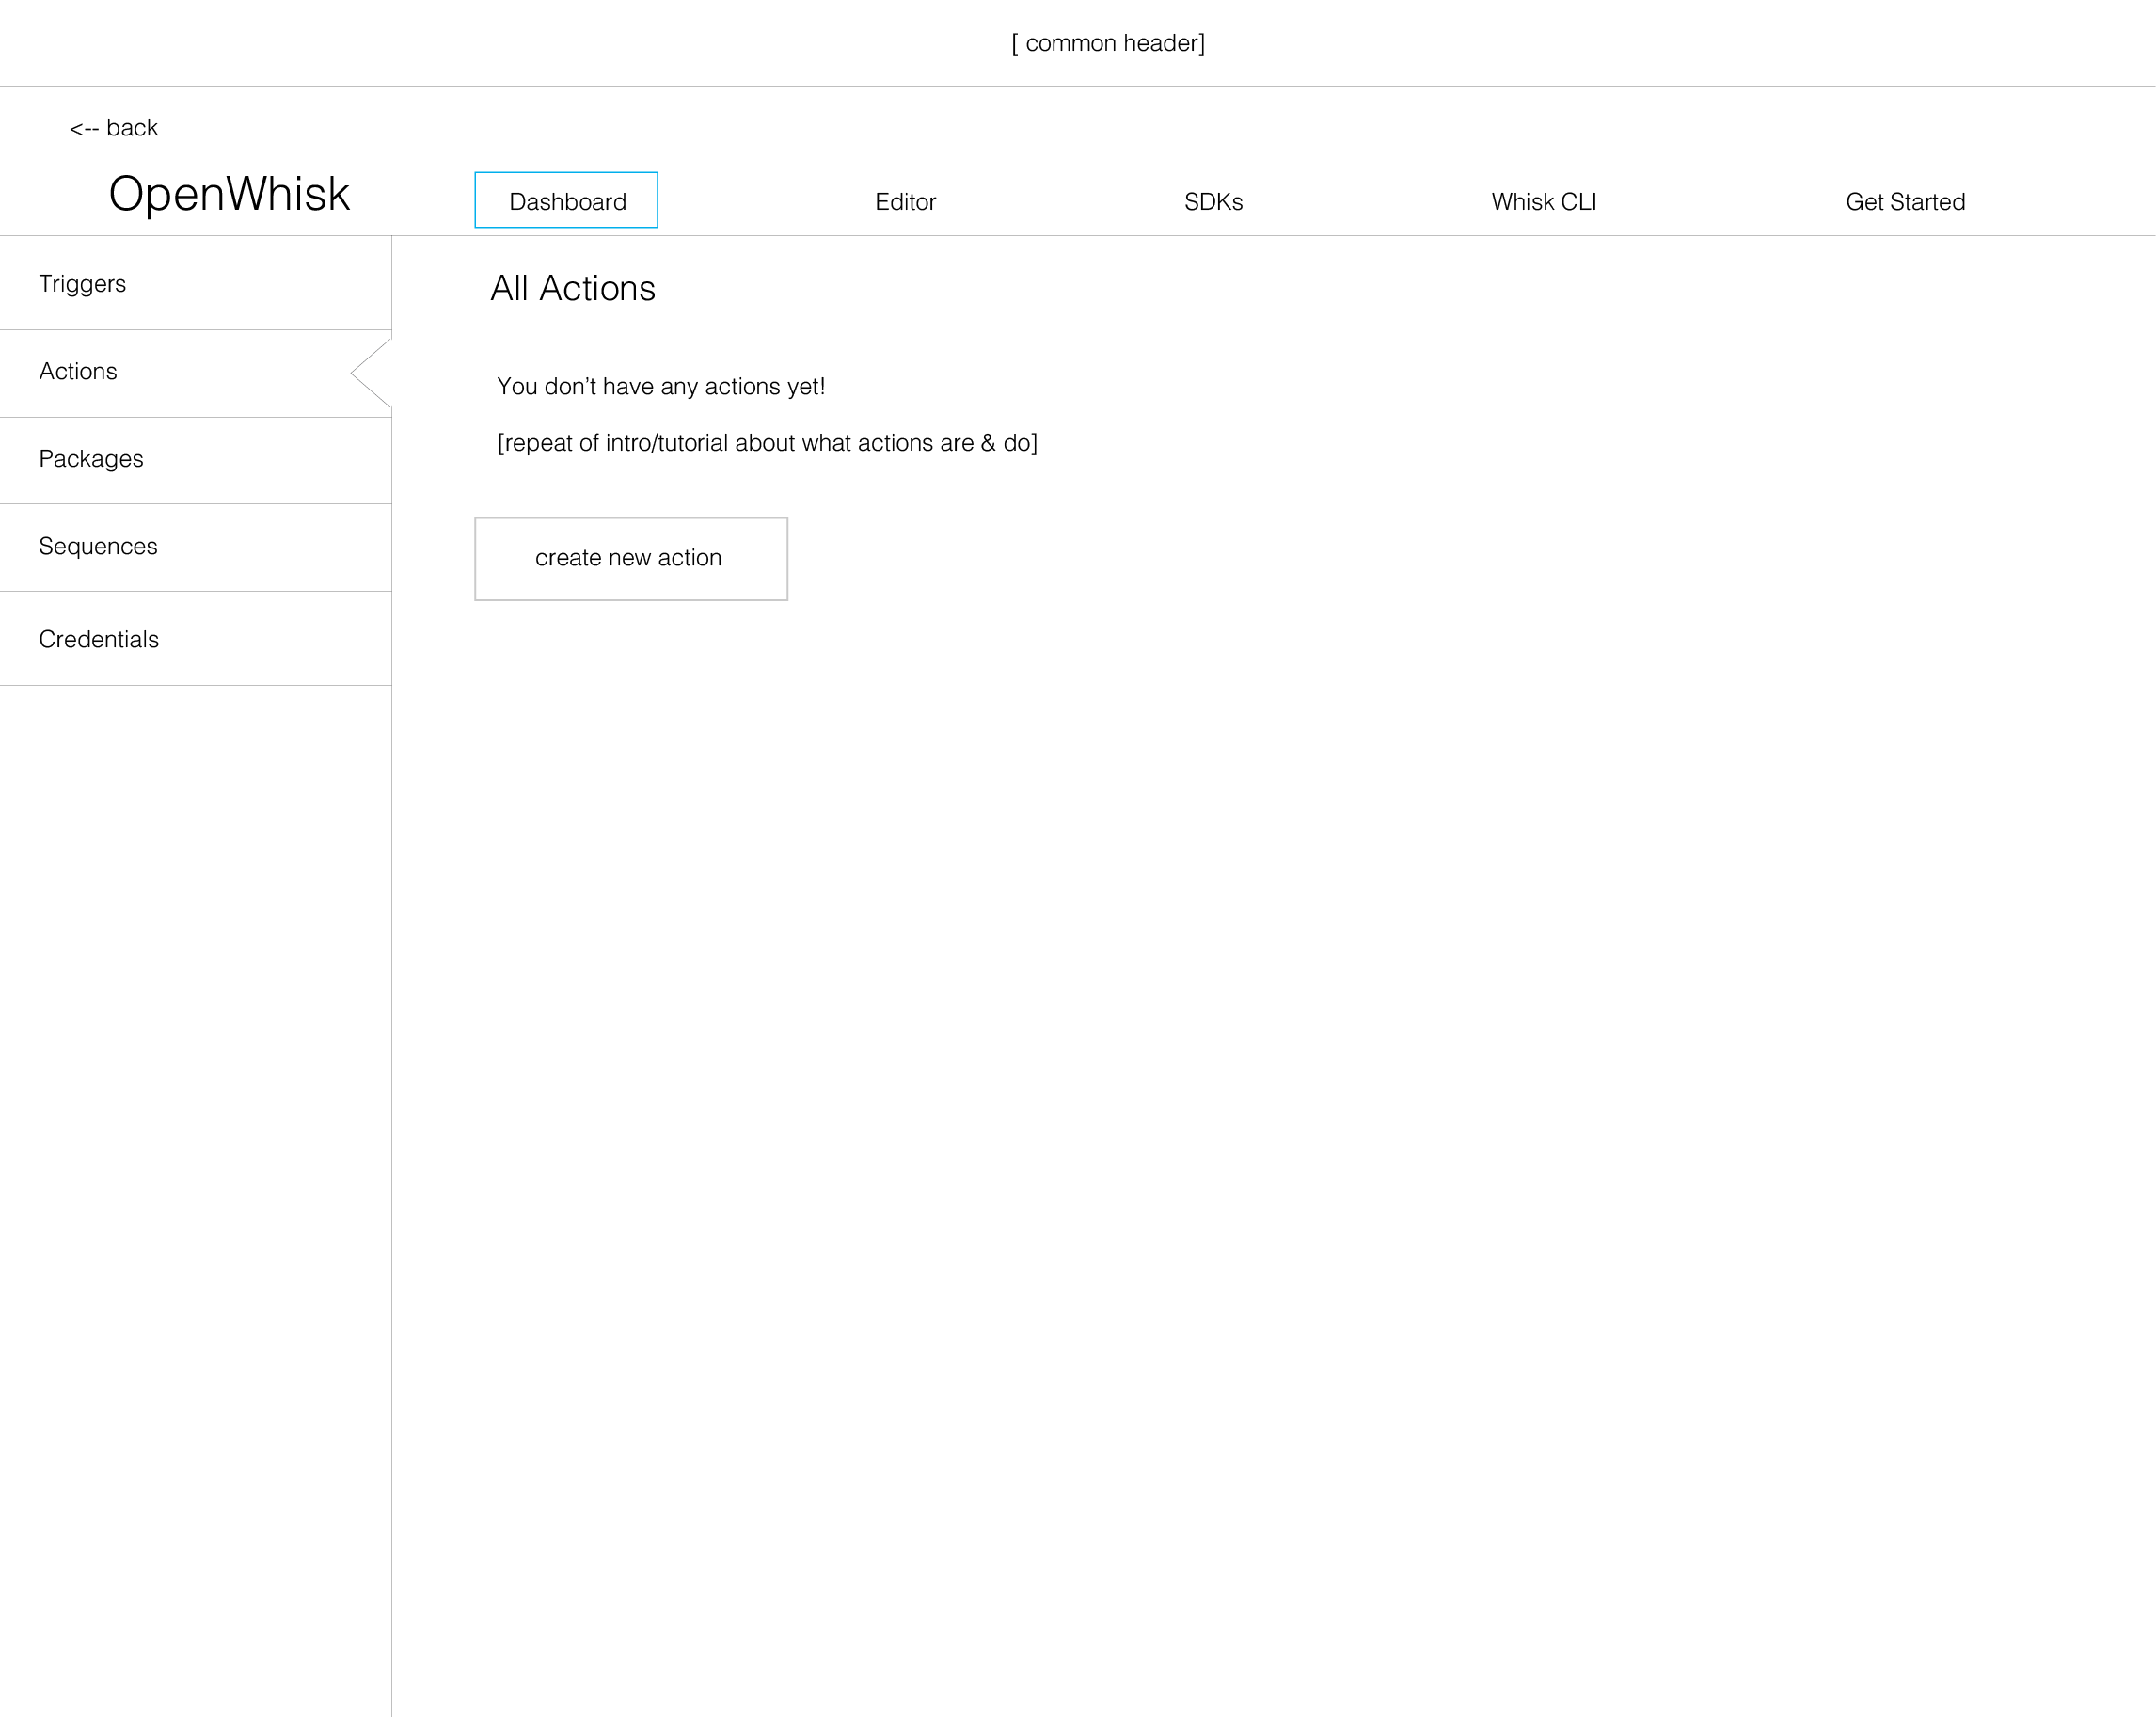 [ common header]
<-- back
OpenWhisk
Dashboard
Editor
SDKs
Whisk CLI
Get Started
Triggers
Actions
Packages
Sequences
Credentials
All Actions
You don’t have any actions yet!
[repeat of intro/tutorial about what actions are & do]
create new action